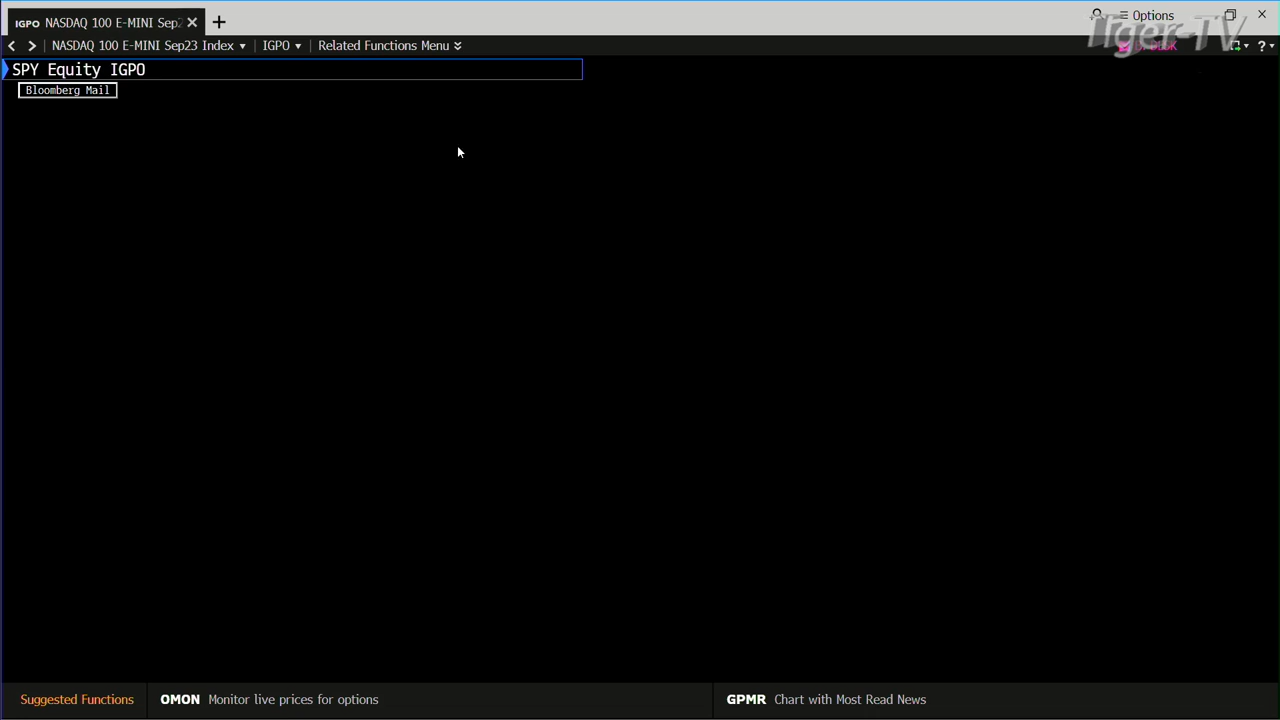 IGPO NASDAQ 100 E-MINI Sep
Options
Tiger-TV
NASDAQ 100 E-MINI Sep23 Index IGPO Related Functions Menu
?
SPY Equity IGPO
Bloomberg Mail
Suggested Functions OMON Monitor live prices for options GPMR Chart with Most Read News